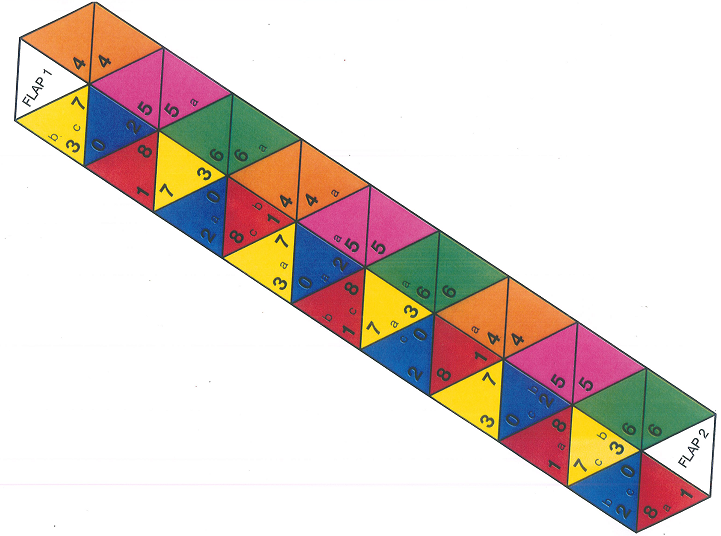 4 4
FLAP 1
5 5 a
b c 7 3
2 0
6 6 a
8 1
3 7
4 4 a
0 2
b 1 8 c
a 5 5
7 3 a
2 0
a 6 6
8 1 b c
3 7 a
a 4 4
0 2
1 8
5 5
7 3
b 2 0 c
6 6
8 1 a
b 3 7 c
FLAP 2
0 2 b c
1 8 a